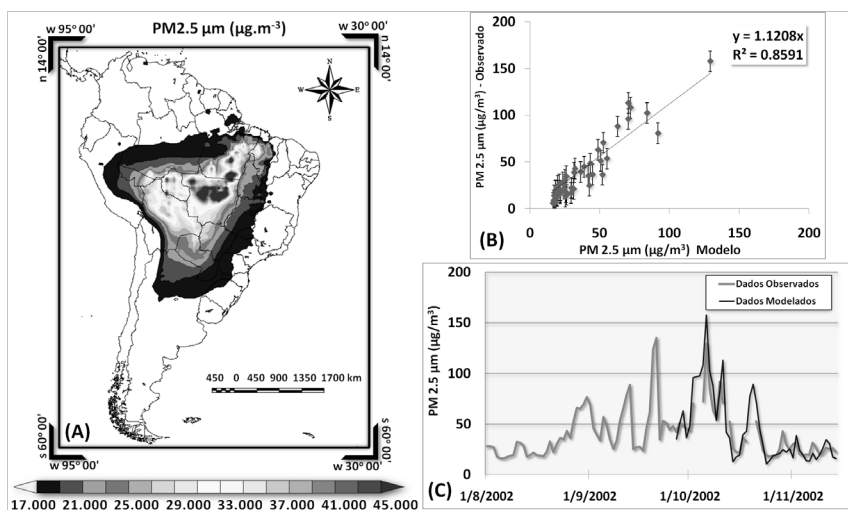 PM2.5 µm (µg.m⁻³)
w 95° 00'
w 30° 00'
n 14° 00'
n 14° 00'
N
W E
S
450 0 450 1150 1700 km
(A)
s 60° 00'
s 60° 00'
w 95° 00'
w 30° 00'
17.000 21.000 25.000 29.000 33.000 37.000 41.000 45.000
PM 2.5 µm (µg/m³) - Observado
200
150
100
50
0
y = 1.1208x
R² = 0.8591
0 50 100 150 200
(B)
PM 2.5 µm (µg/m³) Modelo
PM 2.5 µm (µg/m³)
200
150
100
50
0
Dados Observados
Dados Modelados
(C)
1/8/2002 1/9/2002 1/10/2002 1/11/2002